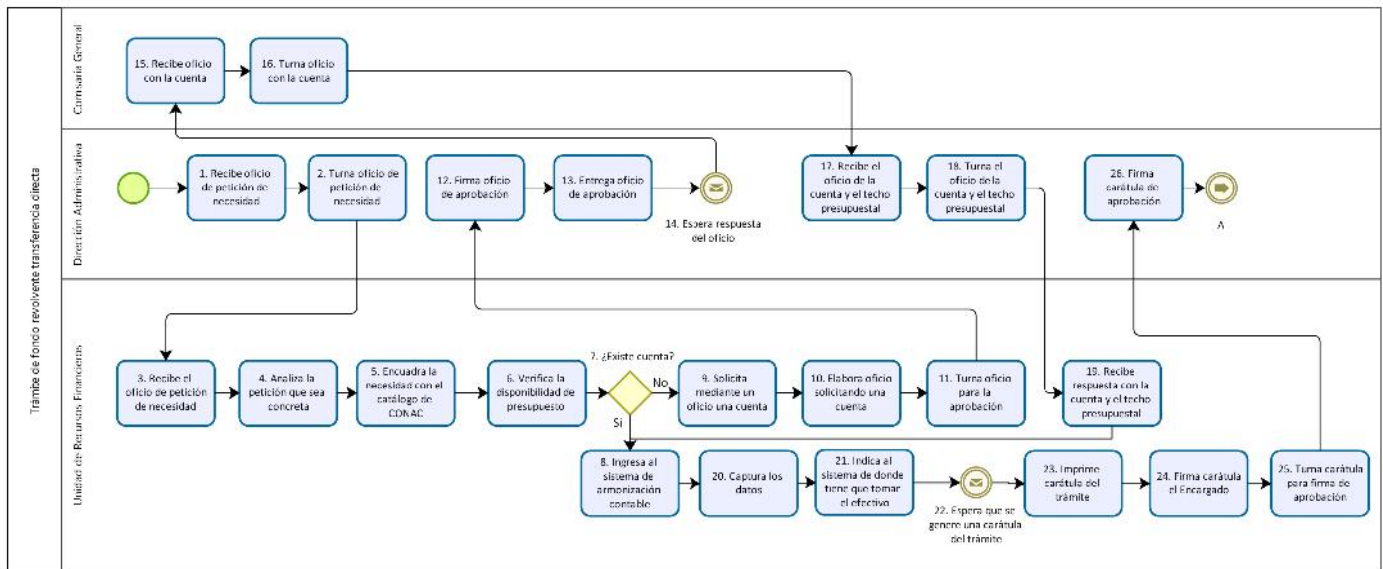 Trámite de fondo revolvente transferencia directa
Comisaría General
15. Recibe oficio
con la cuenta
16. Turna oficio
con la cuenta
Dirección Administrativa
1. Recibe oficio
de petición de
necesidad
2. Turna oficio de
petición de
necesidad
12. Firma oficio
de aprobación
13. Entrega oficio
de aprobación
14. Espera respuesta
del oficio
17. Recibe el
oficio de la
cuenta y el techo
presupuestal
18. Turna el
oficio de la
cuenta y el techo
presupuestal
26. Firma
carátula de
aprobación
A
Unidad de Recursos Financieros
3. Recibe el
oficio de petición
de necesidad
4. Analiza la
petición que sea
concreta
5. Encuadra la
necesidad con el
catálogo de
CONAC
6. Verifica la
disponibilidad de
presupuesto
7. ¿Existe cuenta?
No
Si
9. Solicita
mediante un
oficio una cuenta
10. Elabora oficio
solicitando una
cuenta
11. Turna oficio
para la
aprobación
19. Recibe
respuesta con la
cuenta y el techo
presupuestal
8. Ingresa al
sistema de
armonización
contable
20. Captura los
datos
21. Indica al
sistema de donde
tiene que tomar
el efectivo
22. Espera que se
genere una carátula
del trámite
23. Imprime
carátula del
trámite
24. Firma carátula
el Encargado
25. Turna carátula
para firma de
aprobación